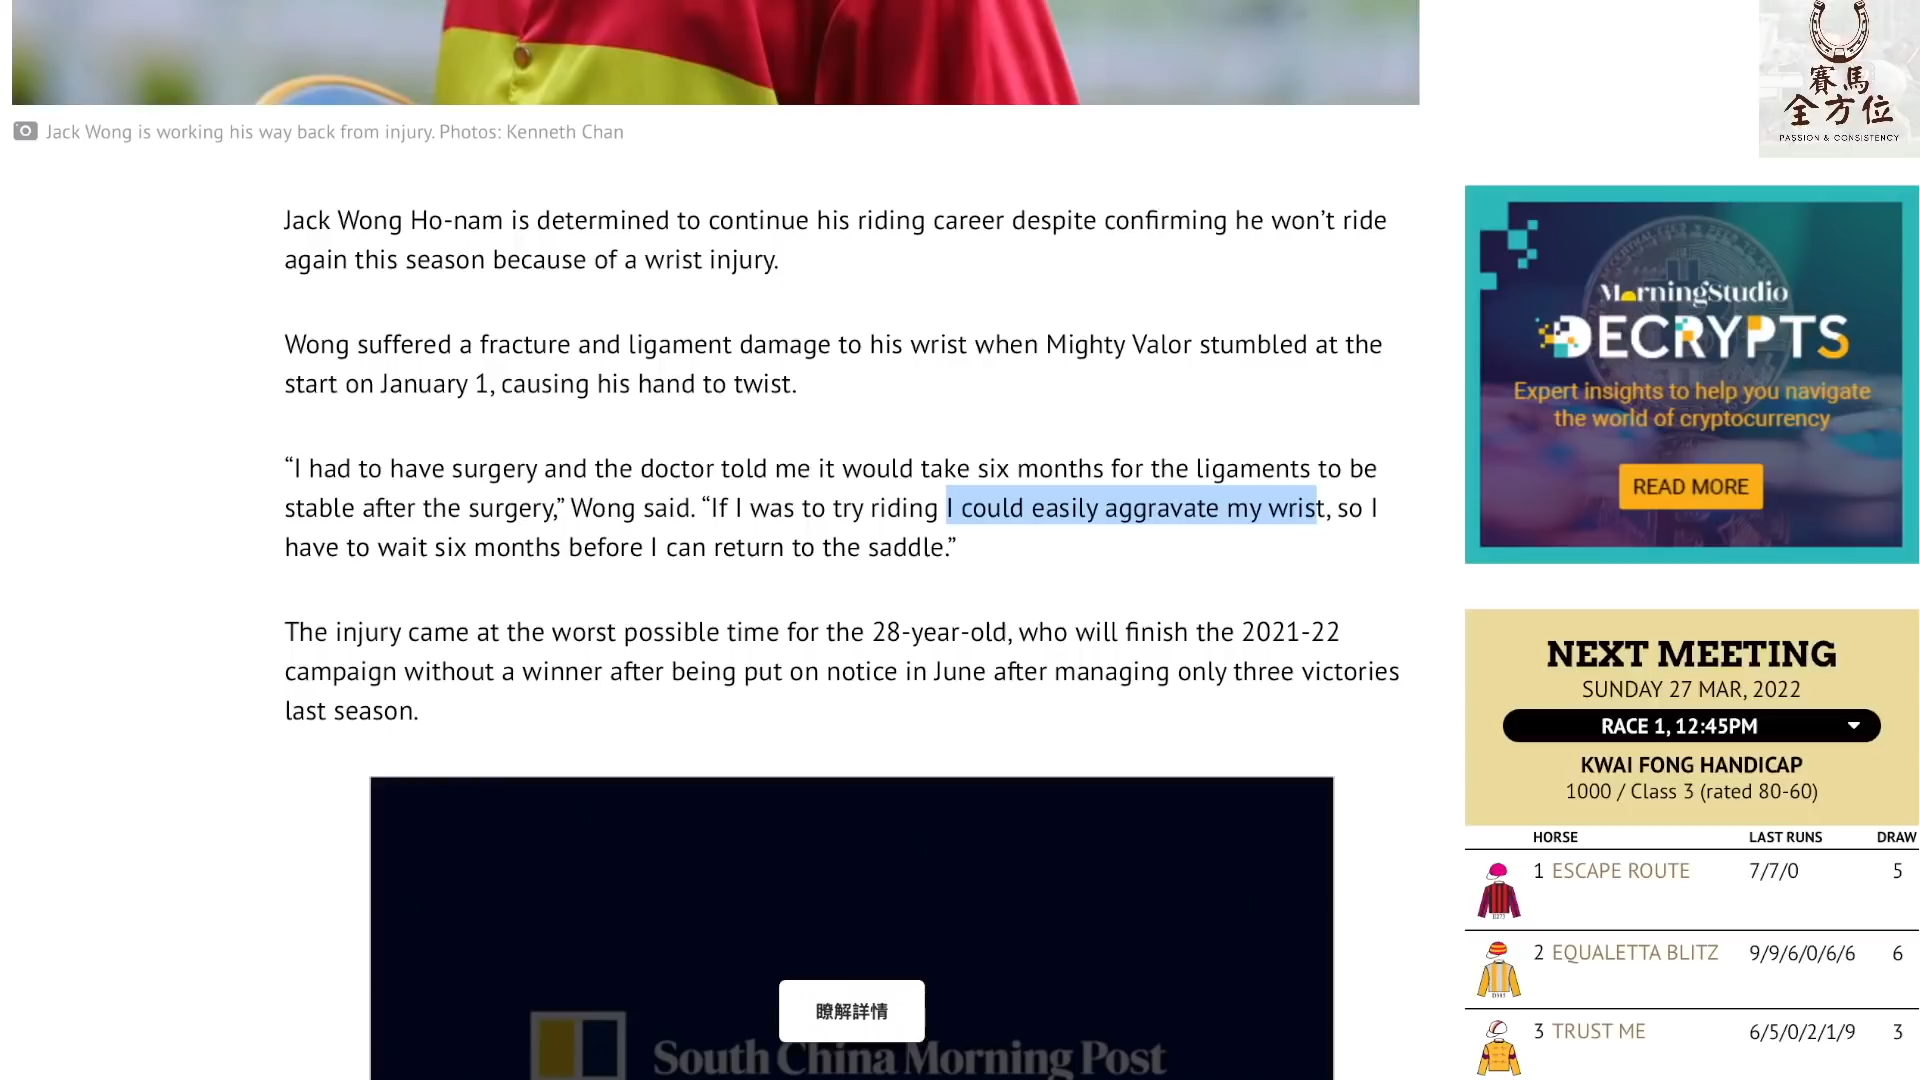 賽馬
全方位
PASSION & CONSISTENCY
Jack Wong is working his way back from injury. Photos: Kenneth Chan
Jack Wong Ho-nam is determined to continue his riding career despite confirming he won’t ride
again this season because of a wrist injury.
Wong suffered a fracture and ligament damage to his wrist when Mighty Valor stumbled at the
start on January 1, causing his hand to twist.
“I had to have surgery and the doctor told me it would take six months for the ligaments to be
stable after the surgery,” Wong said. “If I was to try riding I could easily aggravate my wrist, so I
have to wait six months before I can return to the saddle.”
The injury came at the worst possible time for the 28-year-old, who will finish the 2021-22
campaign without a winner after being put on notice in June after managing only three victories
last season.
瞭解詳情
South China Morning Post
MorningStudio
DECRYPTS
Expert insights to help you navigate
the world of cryptocurrency
READ MORE
NEXT MEETING
SUNDAY 27 MAR, 2022
RACE 1, 12:45PM
KWAI FONG HANDICAP
1000 / Class 3 (rated 80-60)
HORSE LAST RUNS DRAW
1 ESCAPE ROUTE 7/7/0 5
2 EQUALETTA BLITZ 9/9/6/0/6/6 6
3 TRUST ME 6/5/0/2/1/9 3